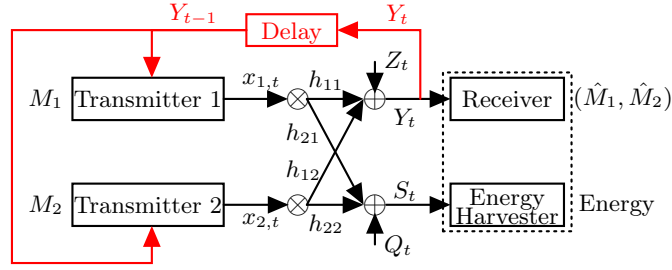 Y_{t-1} Y_t
Delay
x_{1,t} h_{11} Z_t
M_1 Transmitter 1 Receiver (\hat{M}_1, \hat{M}_2)
Y_t
h_{21}
h_{12}
M_2 Transmitter 2 S_t Energy Harvester Energy
x_{2,t} h_{22}
Q_t